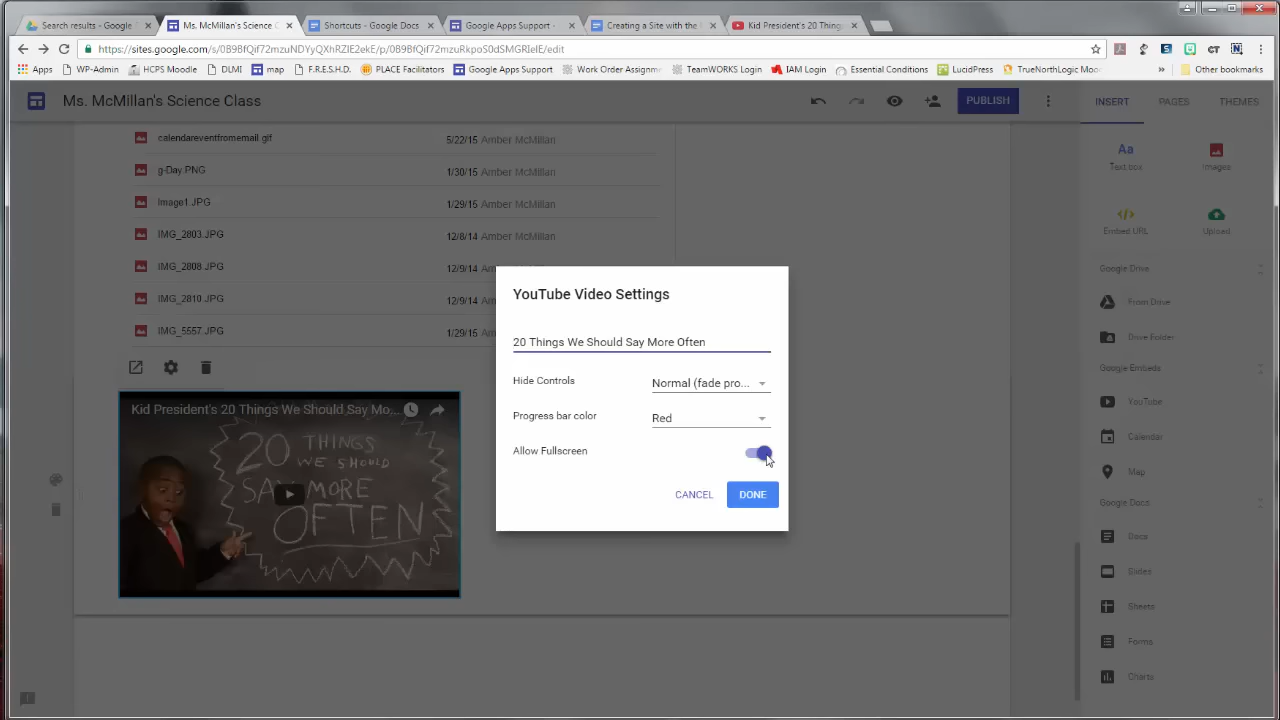 Search results - Google
Ms. McMillan's Science C
Shortcuts - Google Docs
Google Apps Support -
Creating a Site with the
Kid President's 20 Things
https://sites.google.com/s/0B9BfQif72mzuNDYyQXhRZlE2ekE/p/0B9BfQif72mzuRkpoS0dSMGRIelE/edit
Apps
WP-Admin
HCPS Moodle
DLMI
map
F.R.E.S.H.D.
PLACE Facilitators
Google Apps Support
Work Order Assignme
TeamWORKS Login
IAM Login
Essential Conditions
LucidPress
TrueNorthLogic Moo
»
Other bookmarks
Ms. McMillan's Science Class
PUBLISH
INSERT
PAGES
THEMES
calendareventfromemail.gif 5/22/15 Amber McMillan
g-Day.PNG 1/30/15 Amber McMillan
Image1.JPG 1/29/15 Amber McMillan
IMG_2803.JPG 12/8/14 Amber McMillan
IMG_2808.JPG 12/9/14
IMG_2810.JPG 12/9/14
IMG_5557.JPG 1/29/15
Kid President's 20 Things We Should Say Mo...
20 THINGS
WE SHOULD
SAY MORE
OFTEN
YouTube Video Settings
20 Things We Should Say More Often
Hide Controls Normal (fade pro...
Progress bar color Red
Allow Fullscreen
CANCEL DONE
Aa
Text box
Images
Embed URL
Upload
Google Drive
From Drive
Drive Folder
Google Embeds
YouTube
Calendar
Map
Google Docs
Docs
Slides
Sheets
Forms
Charts